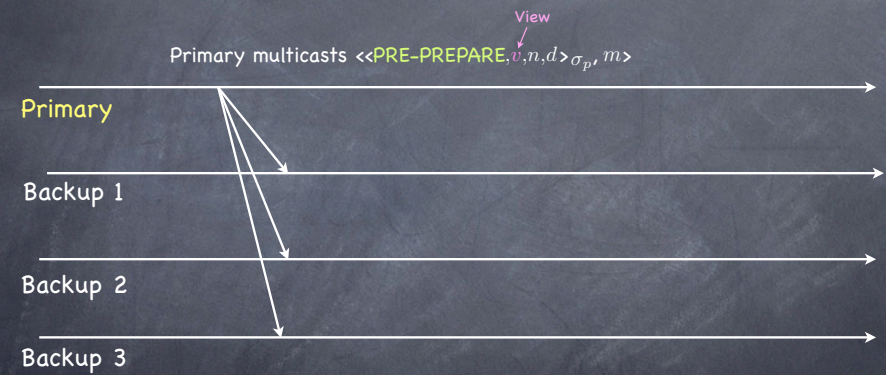 View
Primary multicasts <<PRE-PREPARE,v,n,d>σₚ, m>
Primary
Backup 1
Backup 2
Backup 3